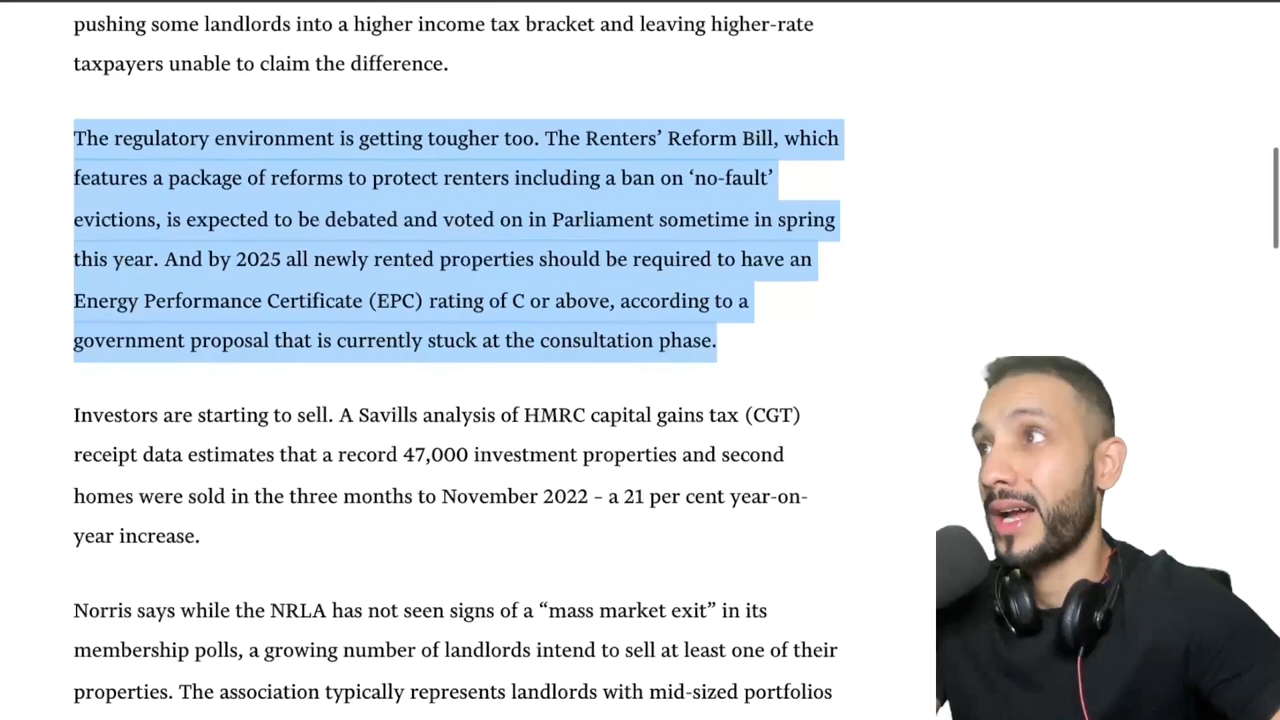 pushing some landlords into a higher income tax bracket and leaving higher-rate
taxpayers unable to claim the difference.
The regulatory environment is getting tougher too. The Renters’ Reform Bill, which
features a package of reforms to protect renters including a ban on ‘no-fault’
evictions, is expected to be debated and voted on in Parliament sometime in spring
this year. And by 2025 all newly rented properties should be required to have an
Energy Performance Certificate (EPC) rating of C or above, according to a
government proposal that is currently stuck at the consultation phase.
Investors are starting to sell. A Savills analysis of HMRC capital gains tax (CGT)
receipt data estimates that a record 47,000 investment properties and second
homes were sold in the three months to November 2022 – a 21 per cent year-on-
year increase.
Norris says while the NRLA has not seen signs of a “mass market exit” in its
membership polls, a growing number of landlords intend to sell at least one of their
properties. The association typically represents landlords with mid-sized portfolios